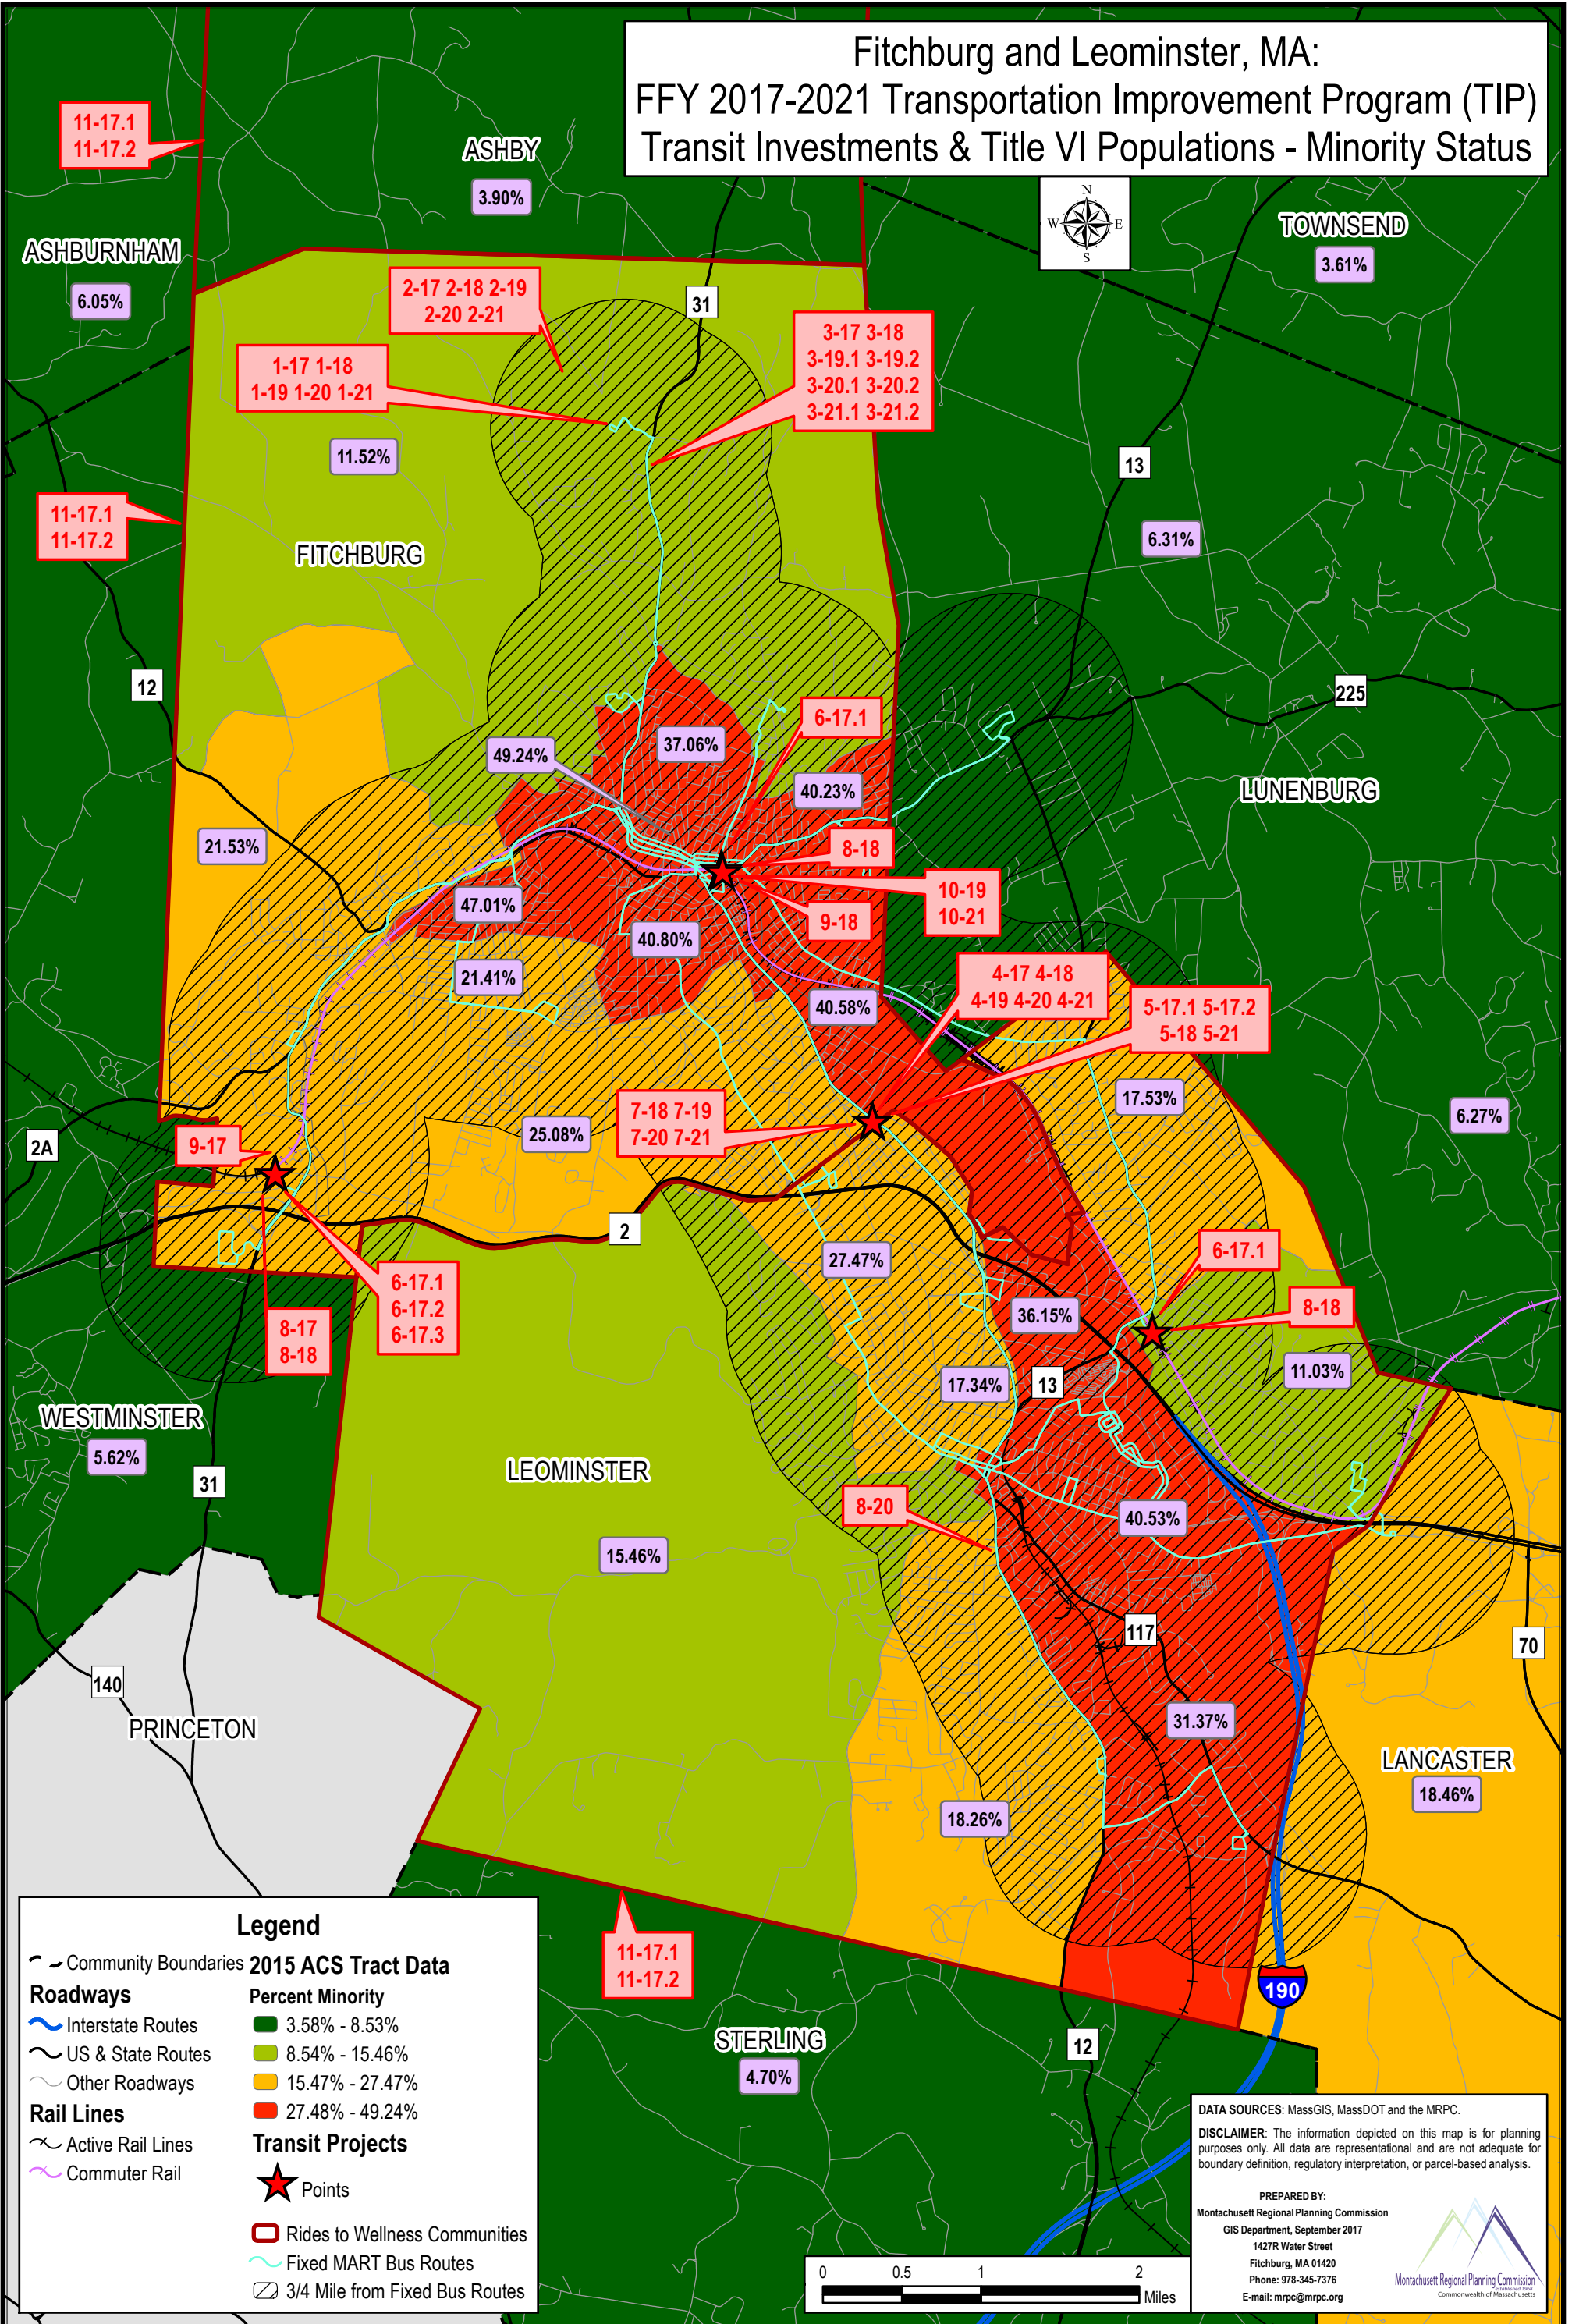 Fitchburg and Leominster, MA:
FFY 2017-2021 Transportation Improvement Program (TIP)
Transit Investments & Title VI Populations - Minority Status
N
W E
S
11-17.1
11-17.2
ASHBY
3.90%
TOWNSEND
3.61%
ASHBURNHAM
6.05%
2-17 2-18 2-19
2-20 2-21
31
3-17 3-18
3-19.1 3-19.2
3-20.1 3-20.2
3-21.1 3-21.2
1-17 1-18
1-19 1-20 1-21
11.52%
13
11-17.1
11-17.2
FITCHBURG
6.31%
12
225
6-17.1
37.06%
49.24%
40.23%
LUNENBURG
21.53%
8-18
10-19
10-21
47.01%
9-18
40.80%
21.41%
4-17 4-18
4-19 4-20 4-21
40.58%
5-17.1 5-17.2
5-18 5-21
17.53%
6.27%
7-18 7-19
7-20 7-21
25.08%
2A
9-17
2
27.47%
6-17.1
6-17.1
6-17.2
6-17.3
36.15%
8-18
8-17
8-18
11.03%
17.34%
13
WESTMINSTER
5.62%
31
LEOMINSTER
8-20
40.53%
15.46%
117
70
140
PRINCETON
31.37%
LANCASTER
18.46%
18.26%
11-17.1
11-17.2
190
STERLING
4.70%
12
Legend
Community Boundaries
Roadways
Interstate Routes
US & State Routes
Other Roadways
Rail Lines
Active Rail Lines
Commuter Rail
2015 ACS Tract Data
Percent Minority
3.58% - 8.53%
8.54% - 15.46%
15.47% - 27.47%
27.48% - 49.24%
Transit Projects
Points
Rides to Wellness Communities
Fixed MART Bus Routes
3/4 Mile from Fixed Bus Routes
0 0.5 1 2
Miles
DATA SOURCES: MassGIS, MassDOT and the MRPC.
DISCLAIMER: The information depicted on this map is for planning
purposes only. All data are representational and are not adequate for
boundary definition, regulatory interpretation, or parcel-based analysis.
PREPARED BY:
Montachusett Regional Planning Commission
GIS Department, September 2017
1427R Water Street
Fitchburg, MA 01420
Phone: 978-345-7376
E-mail: mrpc@mrpc.org
Montachusett Regional Planning Commission
established 1968
Commonwealth of Massachusetts